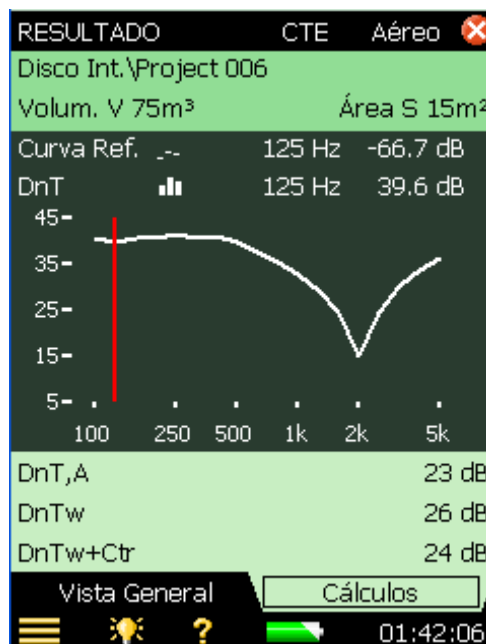 RESULTADO CTE Aéreo
Disco Int.\Project 006
Volum. V 75m³ Área S 15m²
Curva Ref. _-_ 125 Hz -66.7 dB
DnT 125 Hz 39.6 dB
45
35
25
15
5
100 250 500 1k 2k 5k
DnT,A 23 dB
DnTw 26 dB
DnTw+Ctr 24 dB
Vista General Cálculos
? 01:42:06